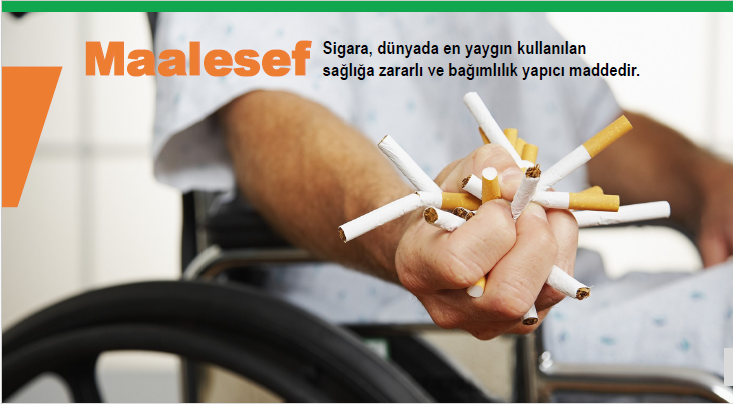 Maalesef
Sigara, dünyada en yaygın kullanılan
sağlığa zararlı ve bağımlılık yapıcı maddedir.